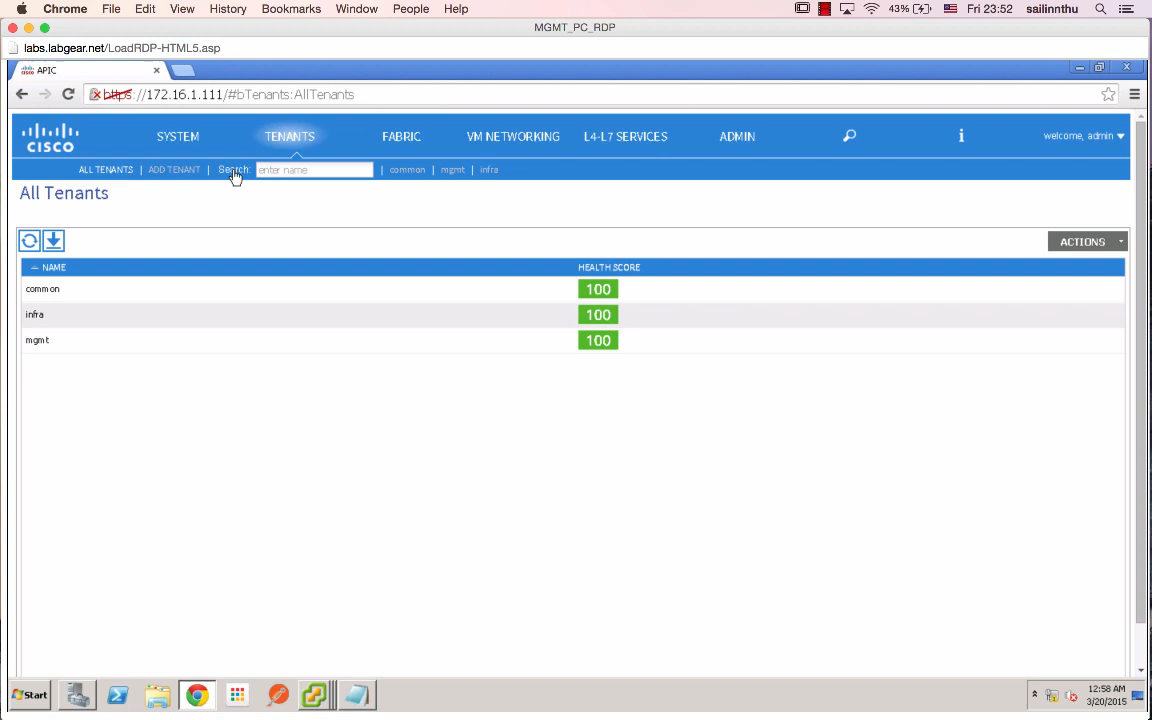 Chrome File Edit View History Bookmarks Window People Help 43% Fri 23:52 sailinnthu
MGMT_PC_RDP
labs.labgear.net/LoadRDP-HTML5.asp
APIC
https://172.16.1.111/#bTenants:AllTenants
CISCO SYSTEM TENANTS FABRIC VM NETWORKING L4-L7 SERVICES ADMIN i welcome, admin
ALL TENANTS | ADD TENANT | Search: enter name | common | mgmt | infra
All Tenants
ACTIONS
NAME HEALTH SCORE
common 100
infra 100
mgmt 100
Start 12:58 AM
3/20/2015